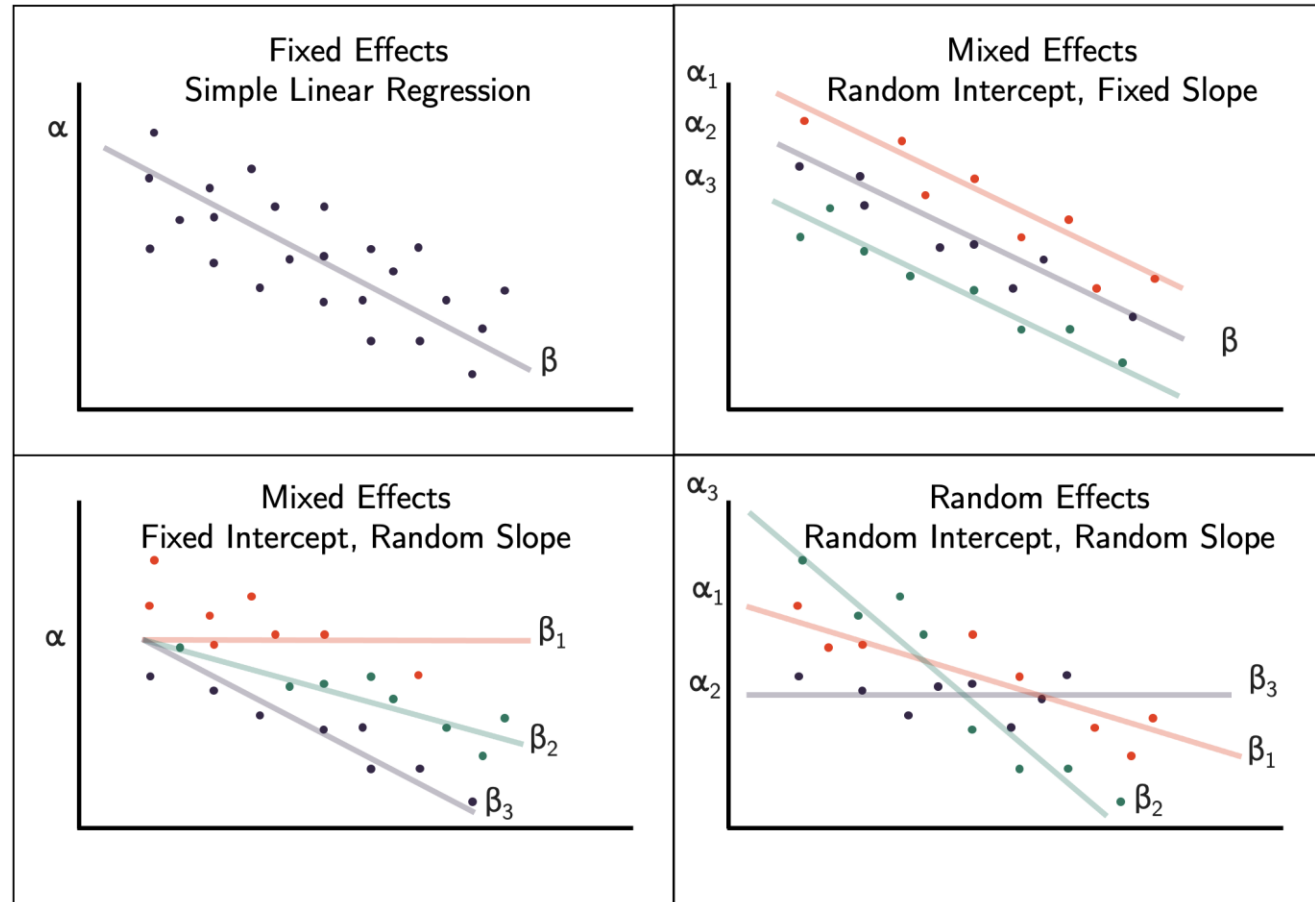 Fixed Effects
Simple Linear Regression
α
β
Mixed Effects
Random Intercept, Fixed Slope
α₁
α₂
α₃
β
Mixed Effects
Fixed Intercept, Random Slope
α
β₁
β₂
β₃
Random Effects
Random Intercept, Random Slope
α₃
α₁
α₂
β₃
β₁
β₂